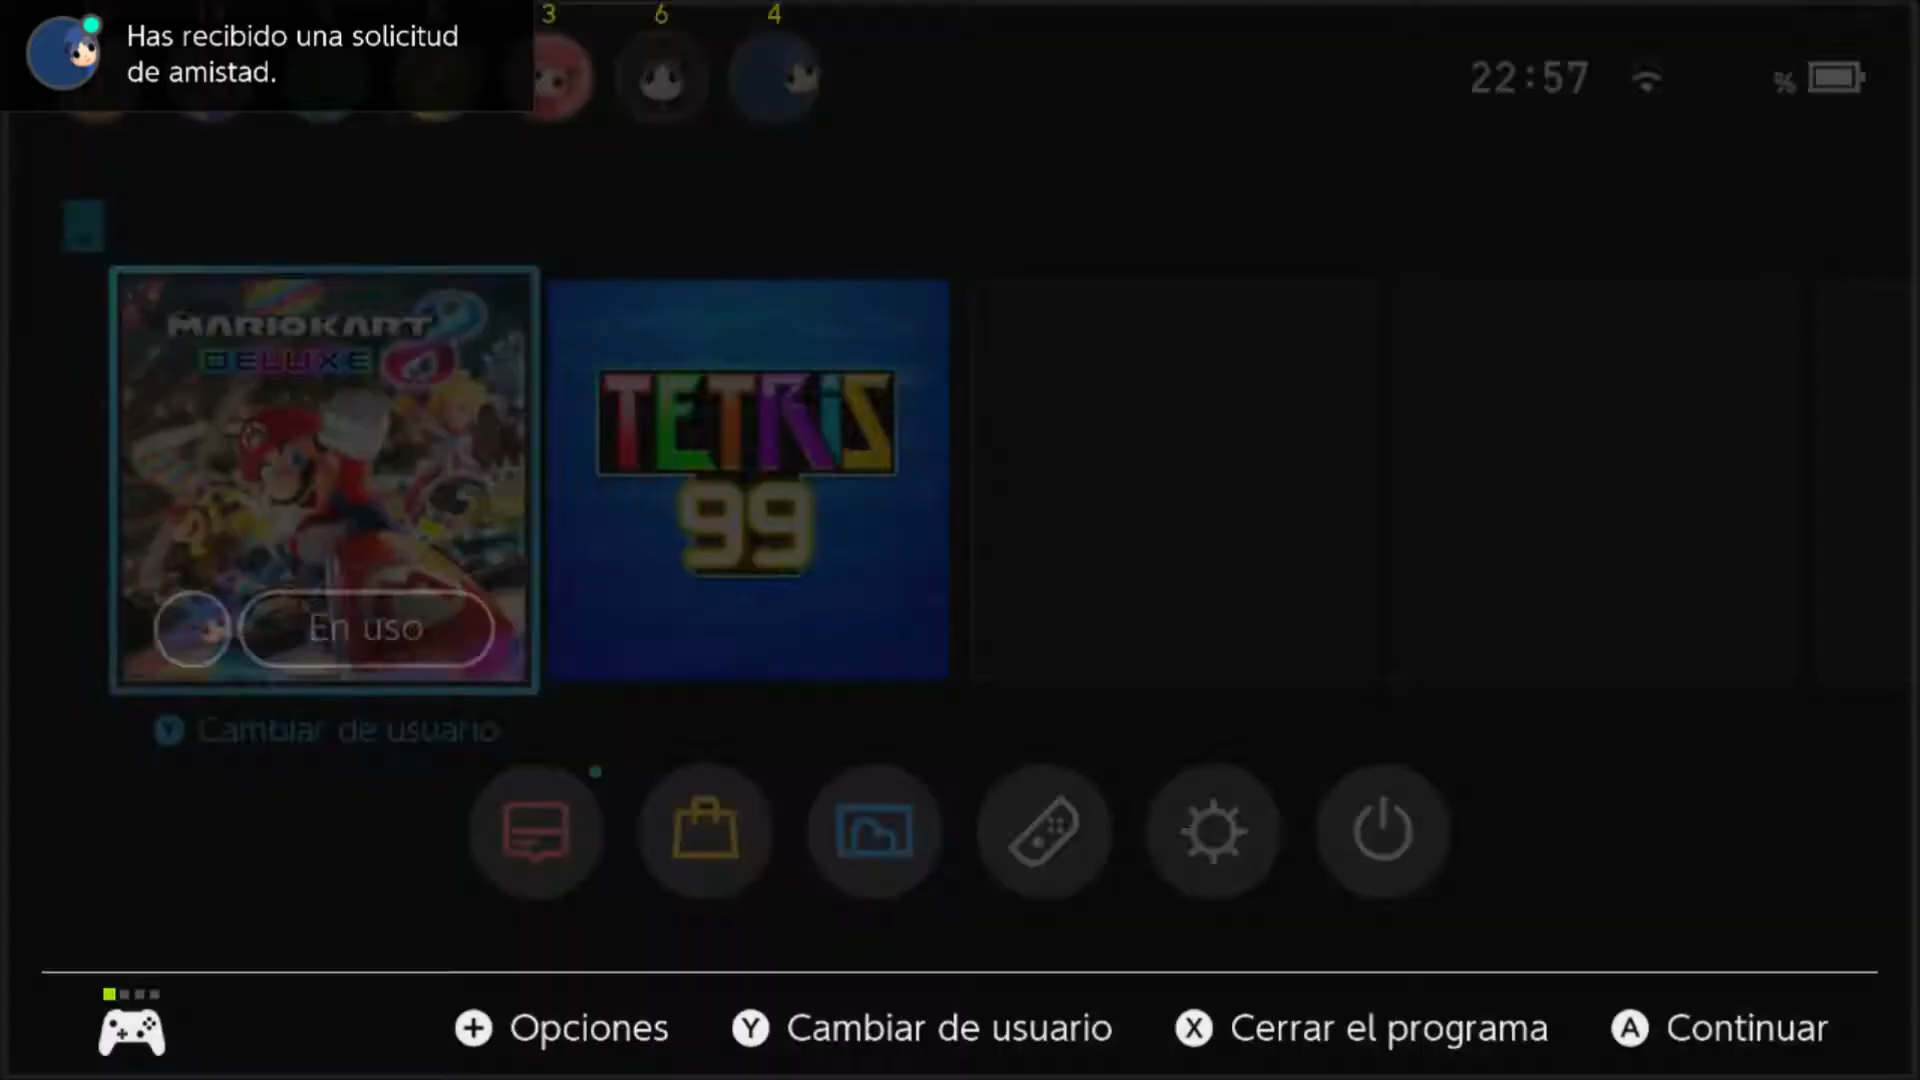 Has recibido una solicitud
de amistad.
3 6 4
22:57 %
MARIOKART 8
DELUXE
TETRIS
99
En uso
Y Cambiar de usuario
+ Opciones Y Cambiar de usuario X Cerrar el programa A Continuar